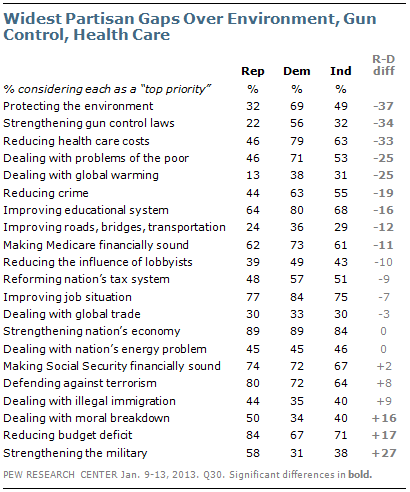 Widest Partisan Gaps Over Environment, Gun
Control, Health Care
R-D
Rep Dem Ind diff
% considering each as a “top priority” % % %
Protecting the environment 32 69 49 -37
Strengthening gun control laws 22 56 32 -34
Reducing health care costs 46 79 63 -33
Dealing with problems of the poor 46 71 53 -25
Dealing with global warming 13 38 31 -25
Reducing crime 44 63 55 -19
Improving educational system 64 80 68 -16
Improving roads, bridges, transportation 24 36 29 -12
Making Medicare financially sound 62 73 61 -11
Reducing the influence of lobbyists 39 49 43 -10
Reforming nation’s tax system 48 57 51 -9
Improving job situation 77 84 75 -7
Dealing with global trade 30 33 30 -3
Strengthening nation’s economy 89 89 84 0
Dealing with nation’s energy problem 45 45 46 0
Making Social Security financially sound 74 72 67 +2
Defending against terrorism 80 72 64 +8
Dealing with illegal immigration 44 35 40 +9
Dealing with moral breakdown 50 34 40 +16
Reducing budget deficit 84 67 71 +17
Strengthening the military 58 31 38 +27
PEW RESEARCH CENTER Jan. 9-13, 2013. Q30. Significant differences in bold.